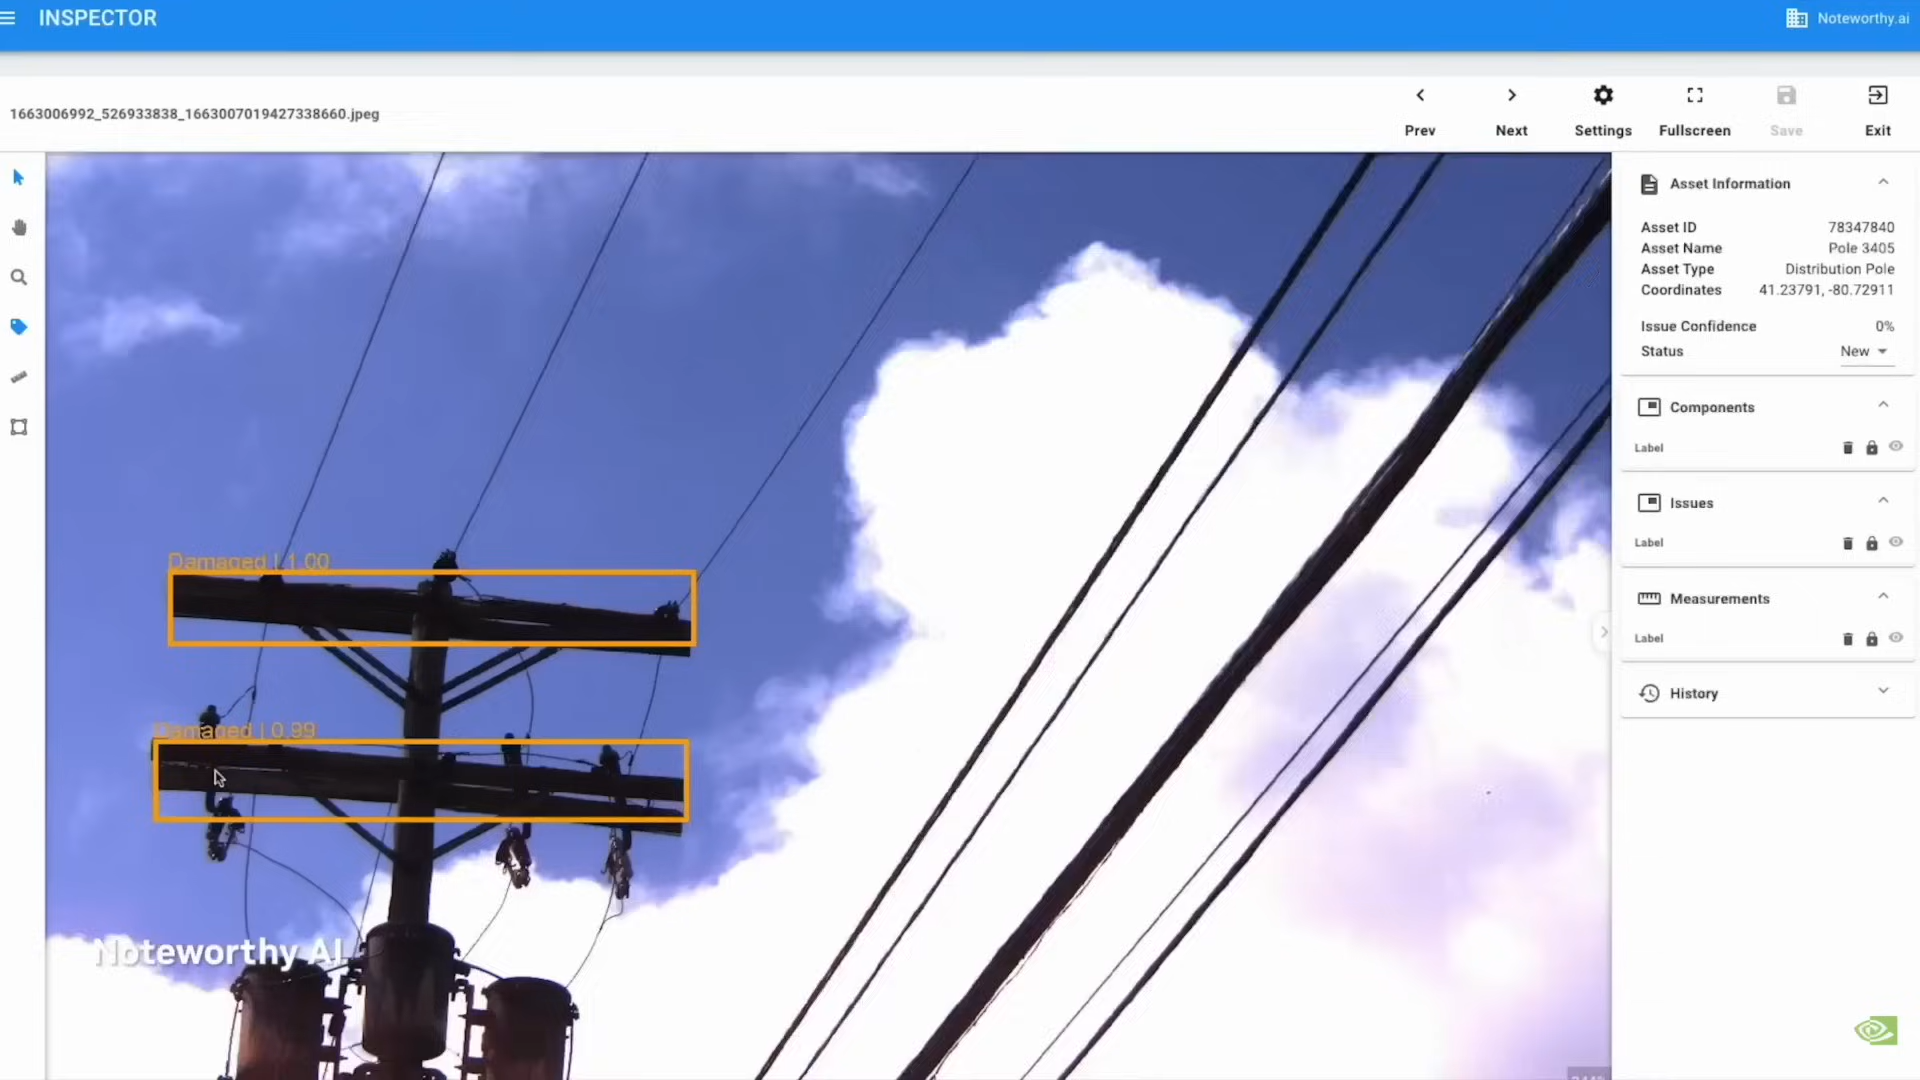 INSPECTOR
Noteworthy.ai
1663006992_526933838_1663007019427338660.jpeg
Prev
Next
Settings
Fullscreen
Save
Exit
Asset Information
Asset ID 78347840
Asset Name Pole 3405
Asset Type Distribution Pole
Coordinates 41.23791, -80.72911
Issue Confidence 0%
Status New
Components
Label
Issues
Label
Measurements
Label
History
Damaged | 1.00
Damaged | 0.99
Noteworthy AI